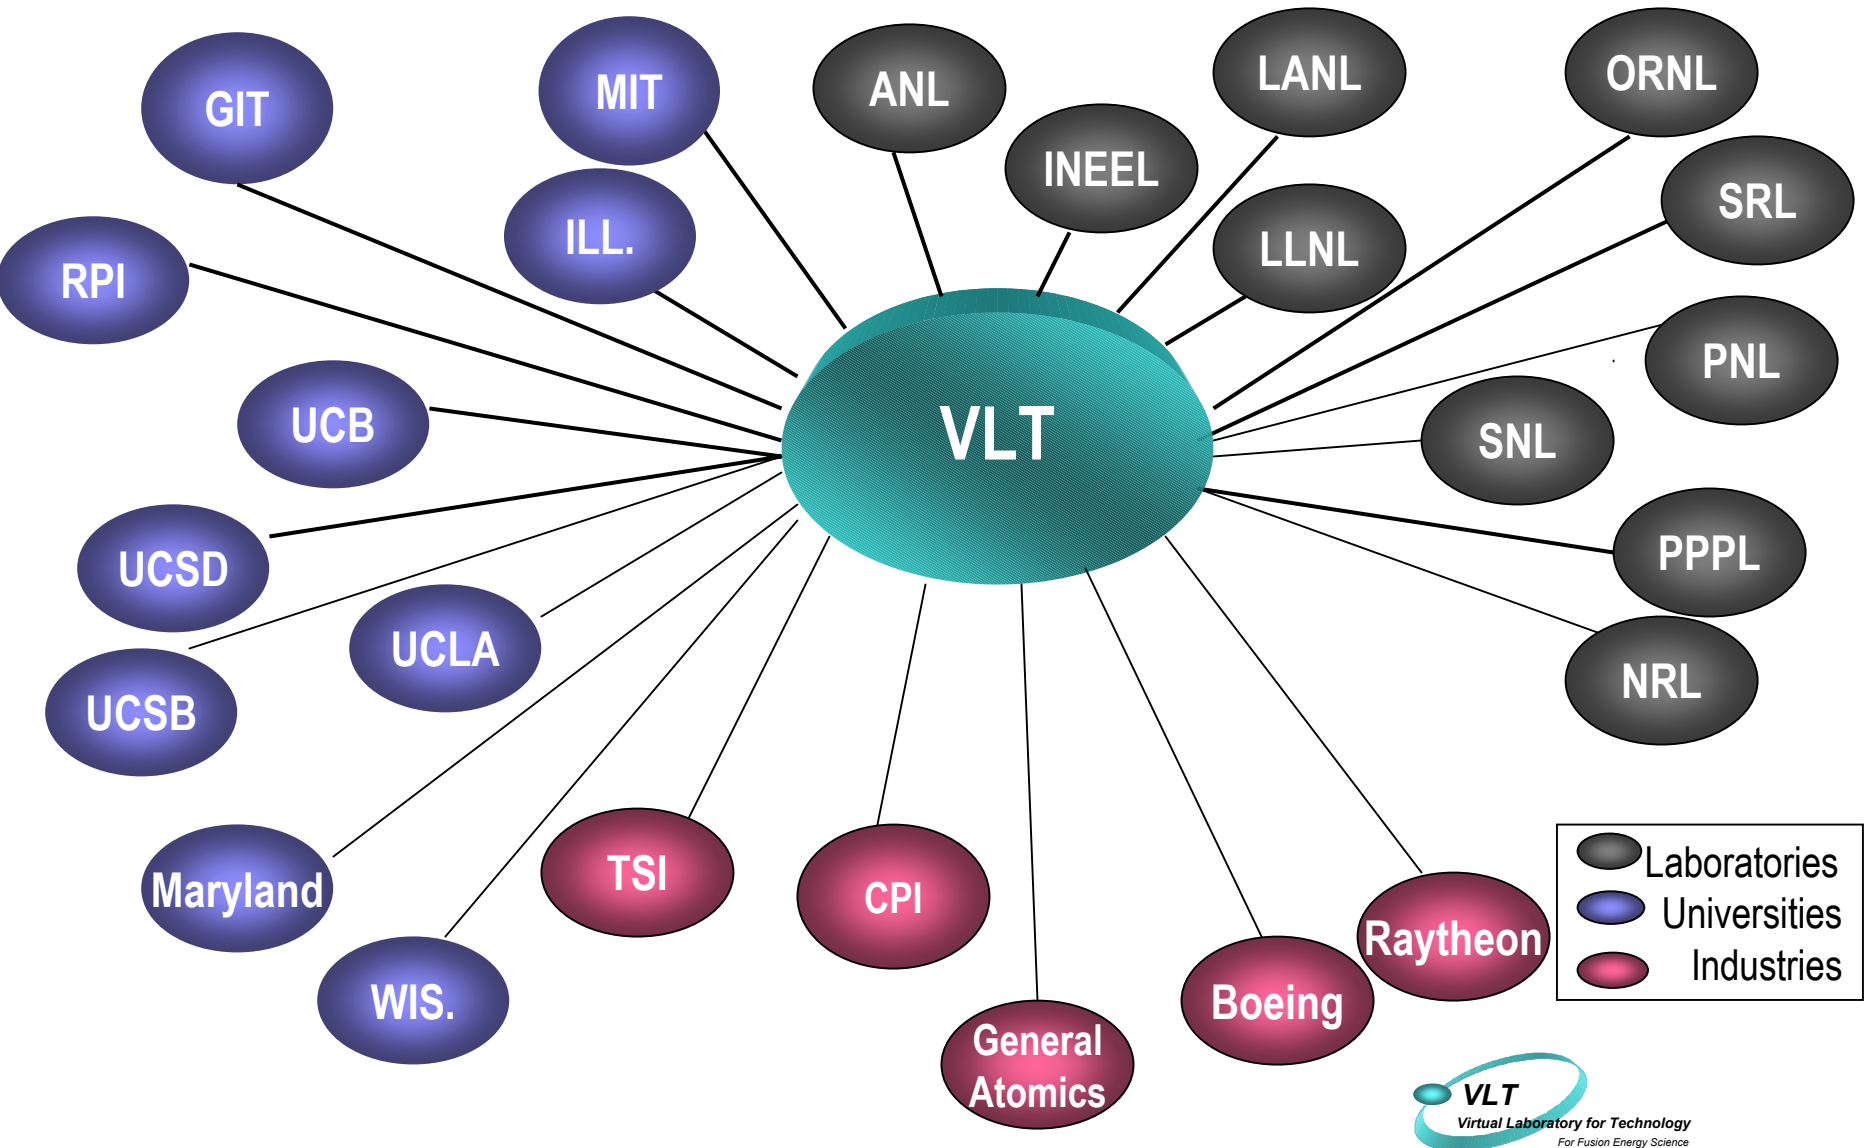 GIT
MIT
ANL
LANL
ORNL
INEEL
SRL
ILL.
LLNL
RPI
PNL
UCB
VLT
SNL
UCSD
PPPL
UCLA
NRL
UCSB
Maryland
TSI
CPI
Raytheon
WIS.
Boeing
General
Atomics
Laboratories
Universities
Industries
VLT
Virtual Laboratory for Technology
For Fusion Energy Science